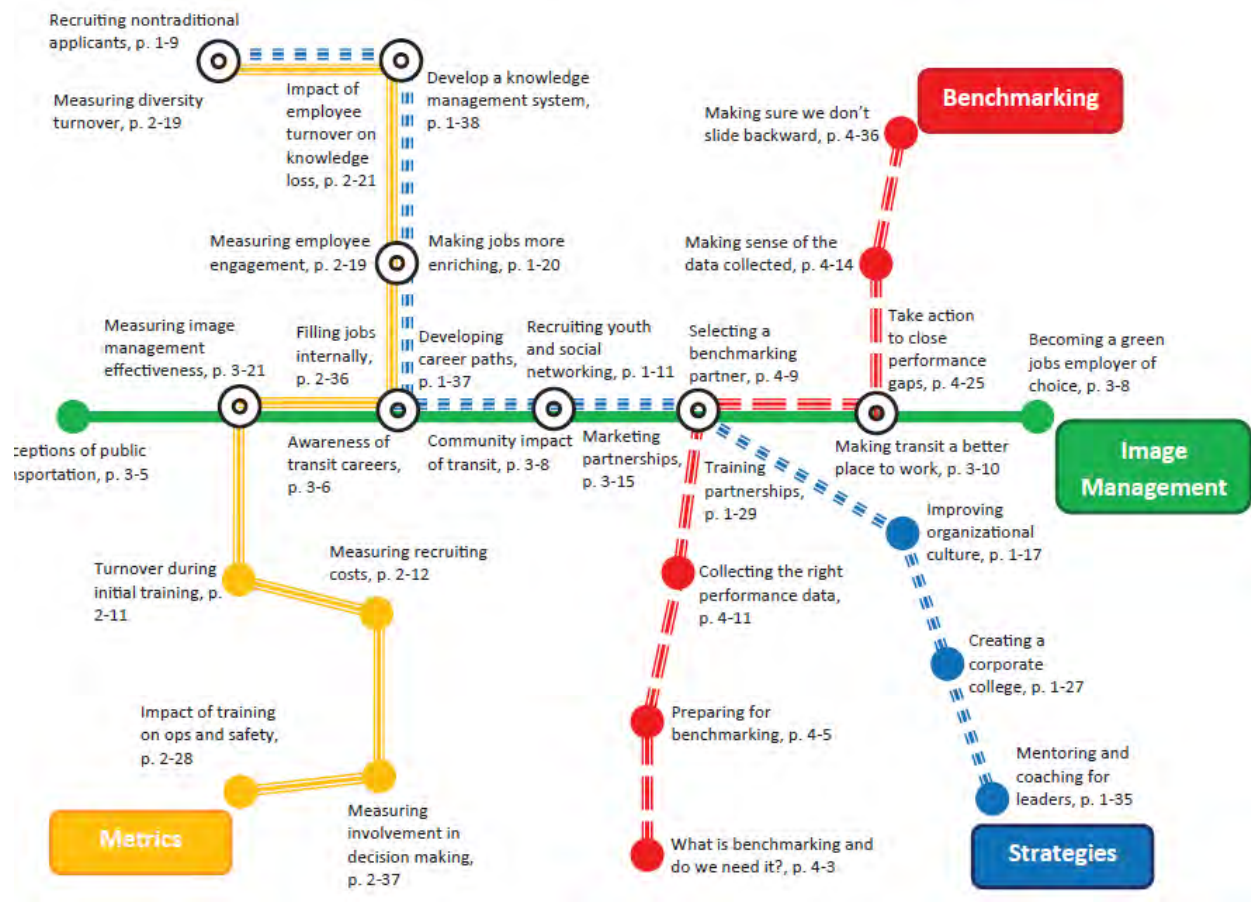 Recruiting nontraditional
applicants, p. 1-9
Measuring diversity
turnover, p. 2-19
Impact of
employee
turnover on
knowledge
loss, p. 2-21
Develop a knowledge
management system,
p. 1-38
Benchmarking
Making sure we don't
slide backward, p. 4-36
Measuring employee
engagement, p. 2-19
Making jobs more
enriching, p. 1-20
Making sense of the
data collected, p. 4-14
Measuring image
management
effectiveness, p. 3-21
Filling jobs
internally,
p. 2-36
Developing
career paths,
p. 1-37
Recruiting youth
and social
networking, p. 1-11
Selecting a
benchmarking
partner, p. 4-9
Take action
to close
performance
gaps, p. 4-25
Becoming a green
jobs employer of
choice, p. 3-8
ceptions of public
nsportation, p. 3-5
Awareness of
transit careers,
p. 3-6
Community impact
of transit, p. 3-8
Marketing
partnerships,
p. 3-15
Training
partnerships,
p. 1-29
Making transit a better
place to work, p. 3-10
Image
Management
Improving
organizational
culture, p. 1-17
Turnover during
initial training, p.
2-11
Measuring recruiting
costs, p. 2-12
Collecting the right
performance data,
p. 4-11
Creating a
corporate
college, p. 1-27
Impact of training
on ops and safety,
p. 2-28
Preparing for
benchmarking, p. 4-5
Mentoring and
coaching for
leaders, p. 1-35
Metrics
Measuring
involvement in
decision making,
p. 2-37
What is benchmarking and
do we need it?, p. 4-3
Strategies